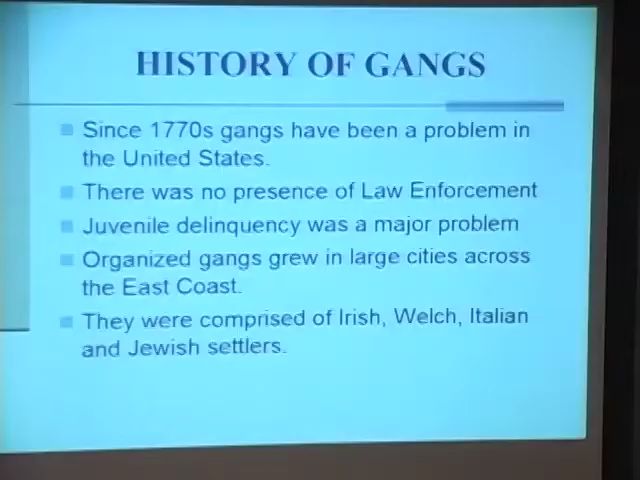 HISTORY OF GANGS
Since 1770s gangs have been a problem in
the United States.
There was no presence of Law Enforcement
Juvenile delinquency was a major problem
Organized gangs grew in large cities across
the East Coast.
They were comprised of Irish, Welch, Italian
and Jewish settlers.